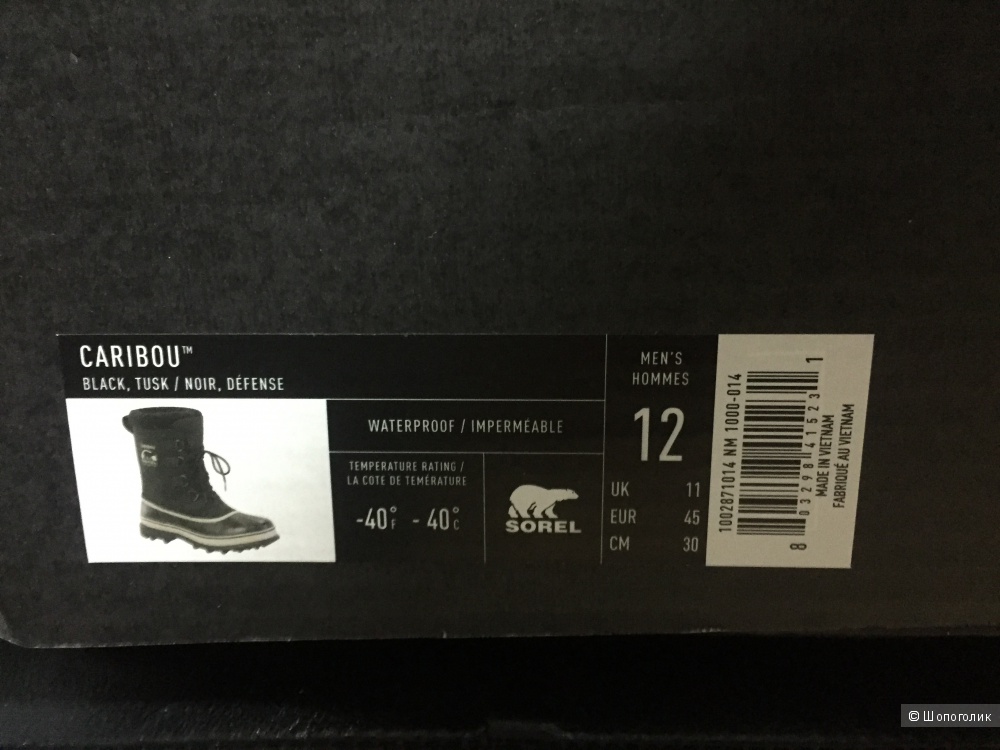 CARIBOU™
BLACK, TUSK / NOIR, DÉFENSE
WATERPROOF / IMPERMÉABLE
TEMPERATURE RATING /
LA COTE DE TEMÉRATURE
-40°F - 40°C
SOREL
MEN'S
HOMMES
12
UK 11
EUR 45
CM 30
1002871014 NM 1000-014
8 03298 41523 1
MADE IN VIETNAM
FABRIQUÉ AU VIETNAM
© Шопоголик